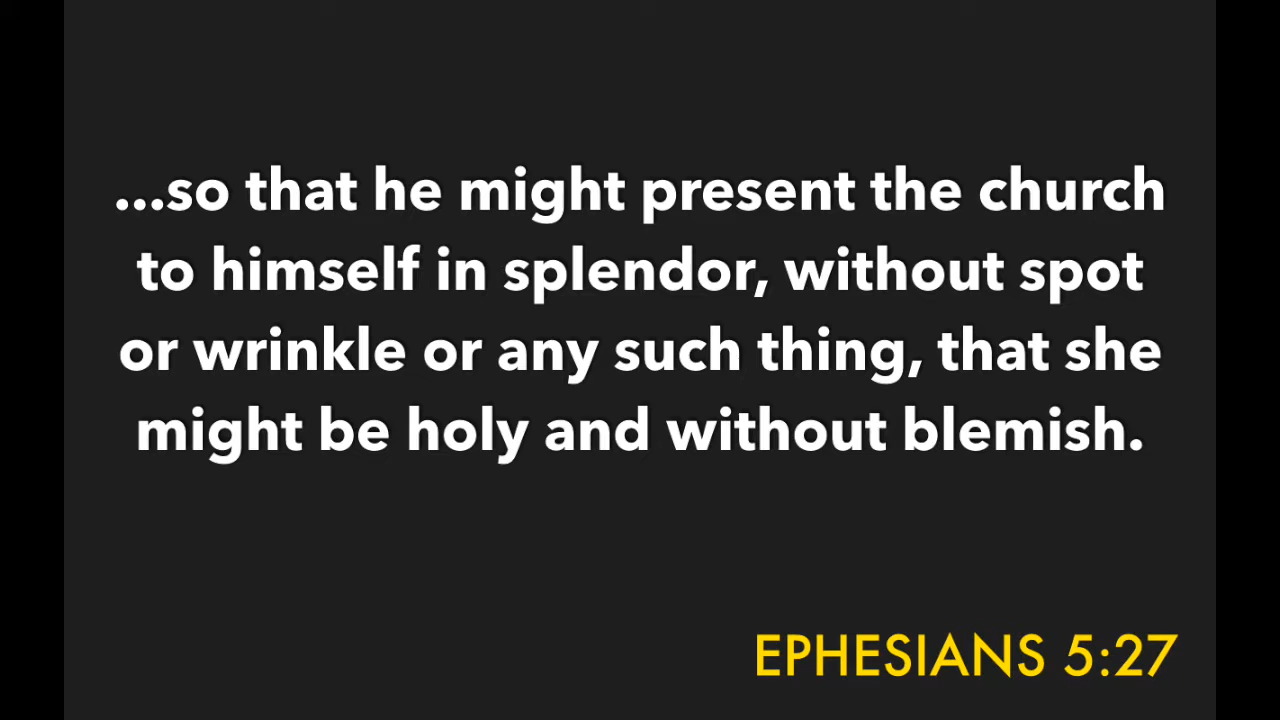 ...so that he might present the church
to himself in splendor, without spot
or wrinkle or any such thing, that she
might be holy and without blemish.
EPHESIANS 5:27